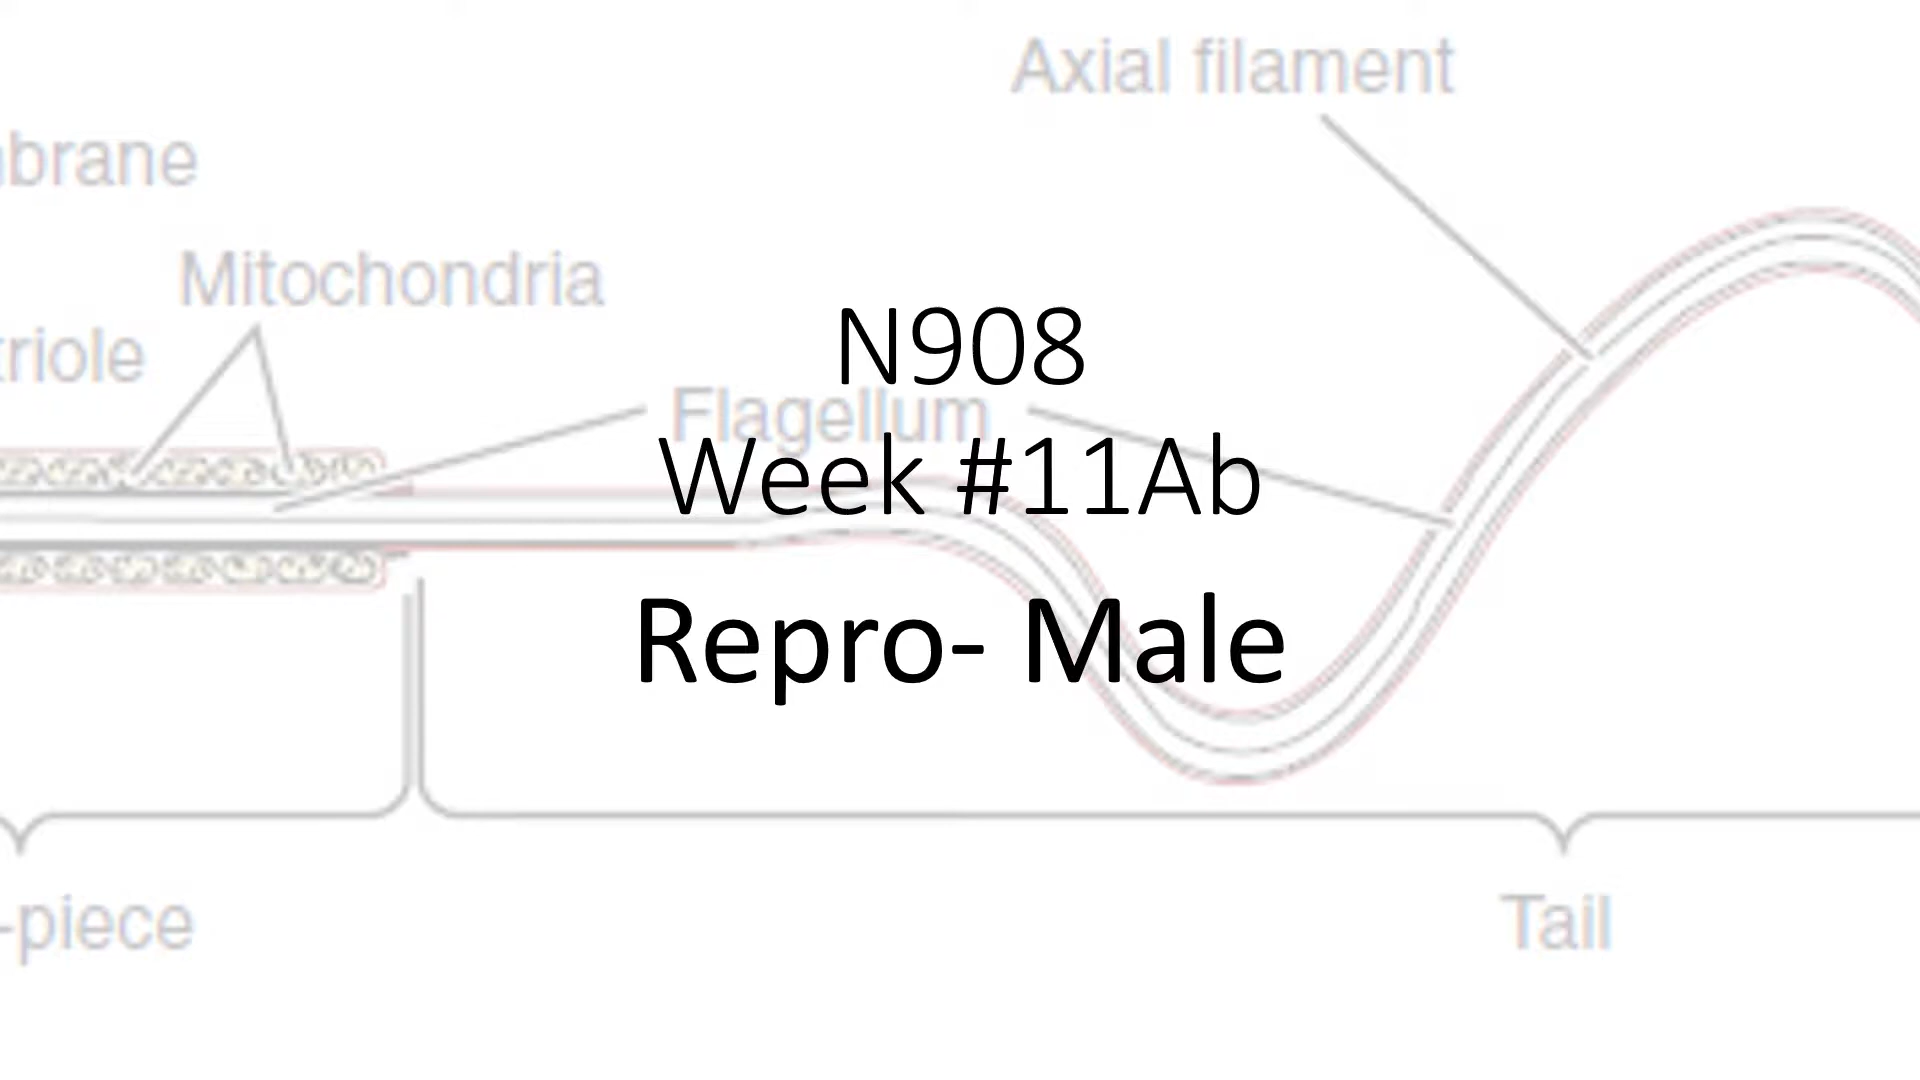 Axial filament
brane
Mitochondria
triole
N908
Flagellum
Week #11Ab
Repro- Male
-piece
Tail